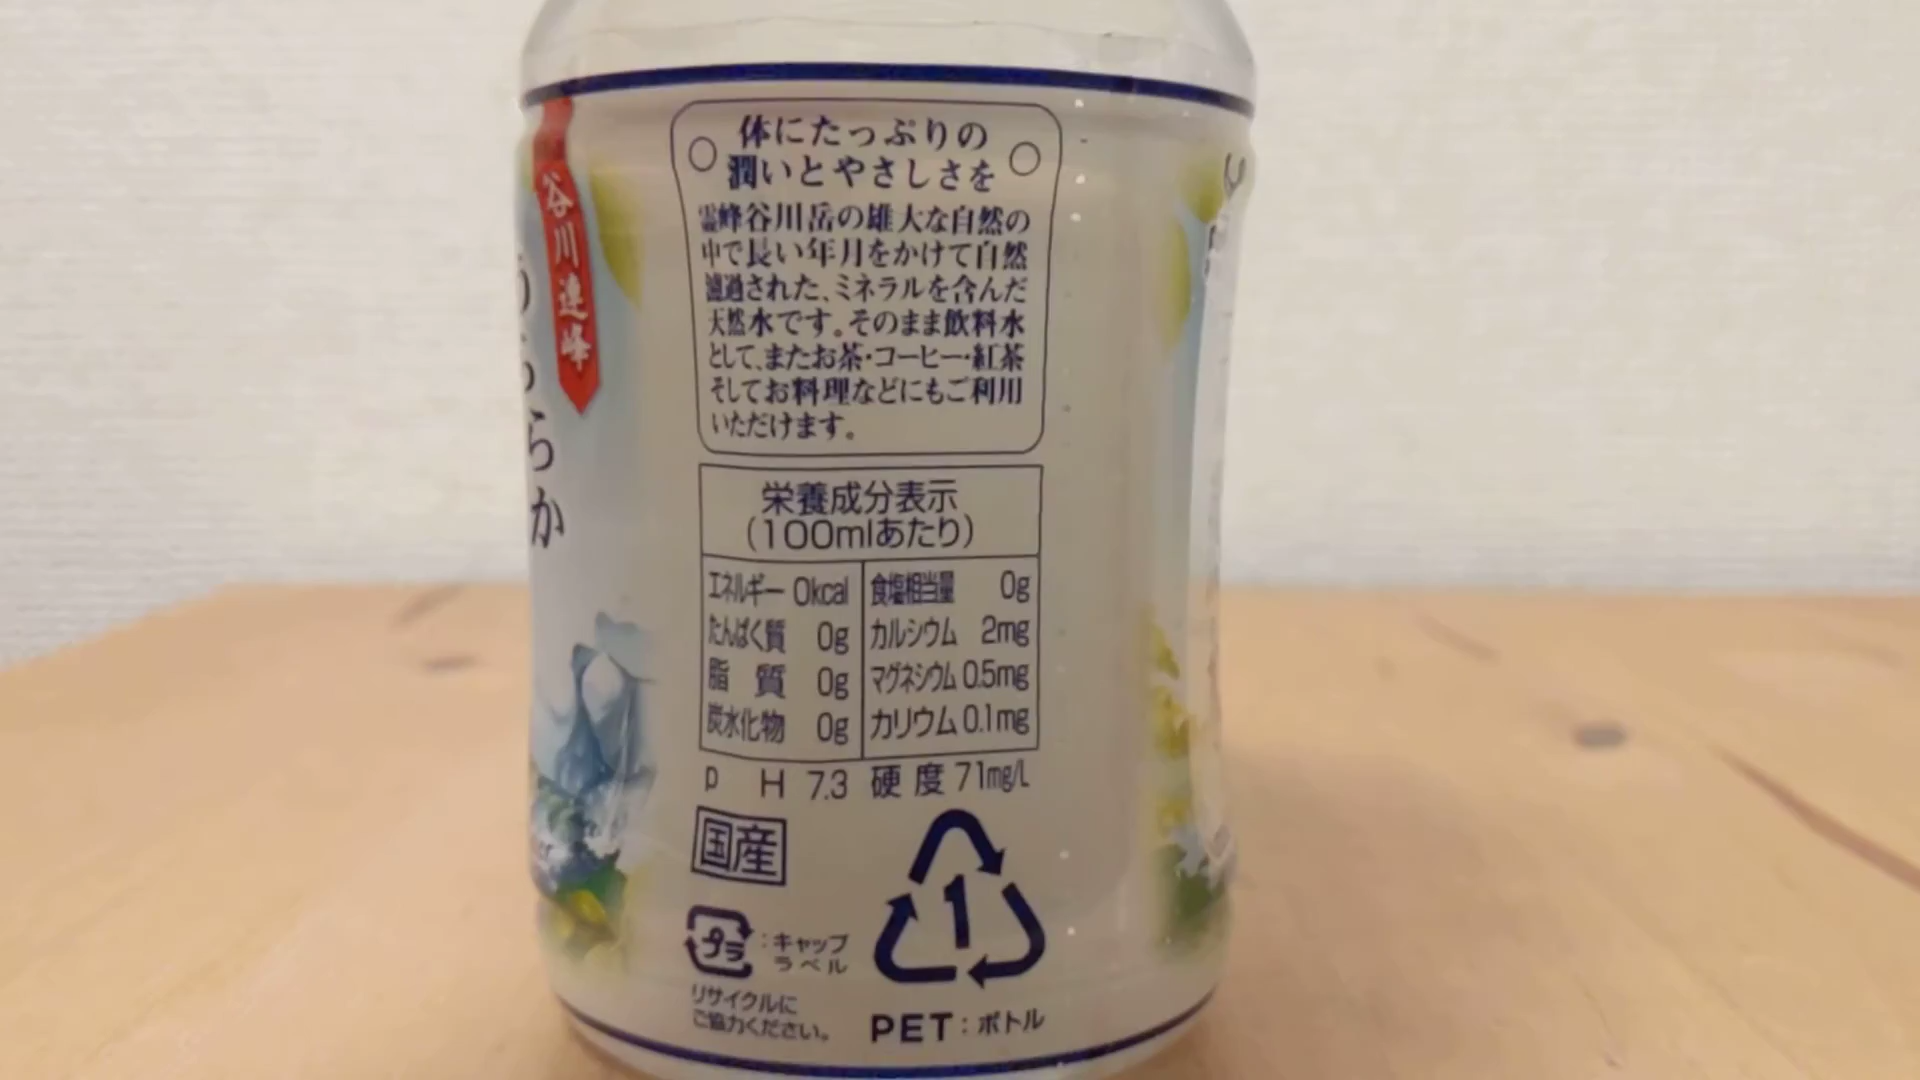 谷川連峰
うららか
体にたっぷりの
潤いとやさしさを
霊峰谷川岳の雄大な自然の
中で長い年月をかけて自然
濾過された、ミネラルを含んだ
天然水です。そのまま飲料水
として、またお茶・コーヒー・紅茶
そしてお料理などにもご利用
いただけます。
栄養成分表示
(100mlあたり)
エネルギー 0kcal 食塩相当量 0g
たんぱく質 0g カルシウム 2mg
脂質 0g マグネシウム 0.5mg
炭水化物 0g カリウム 0.1mg
pH 7.3 硬度 71mg/L
国産
1
プラ :キャップ
ラベル
リサイクルに
ご協力ください。
PET:ボトル